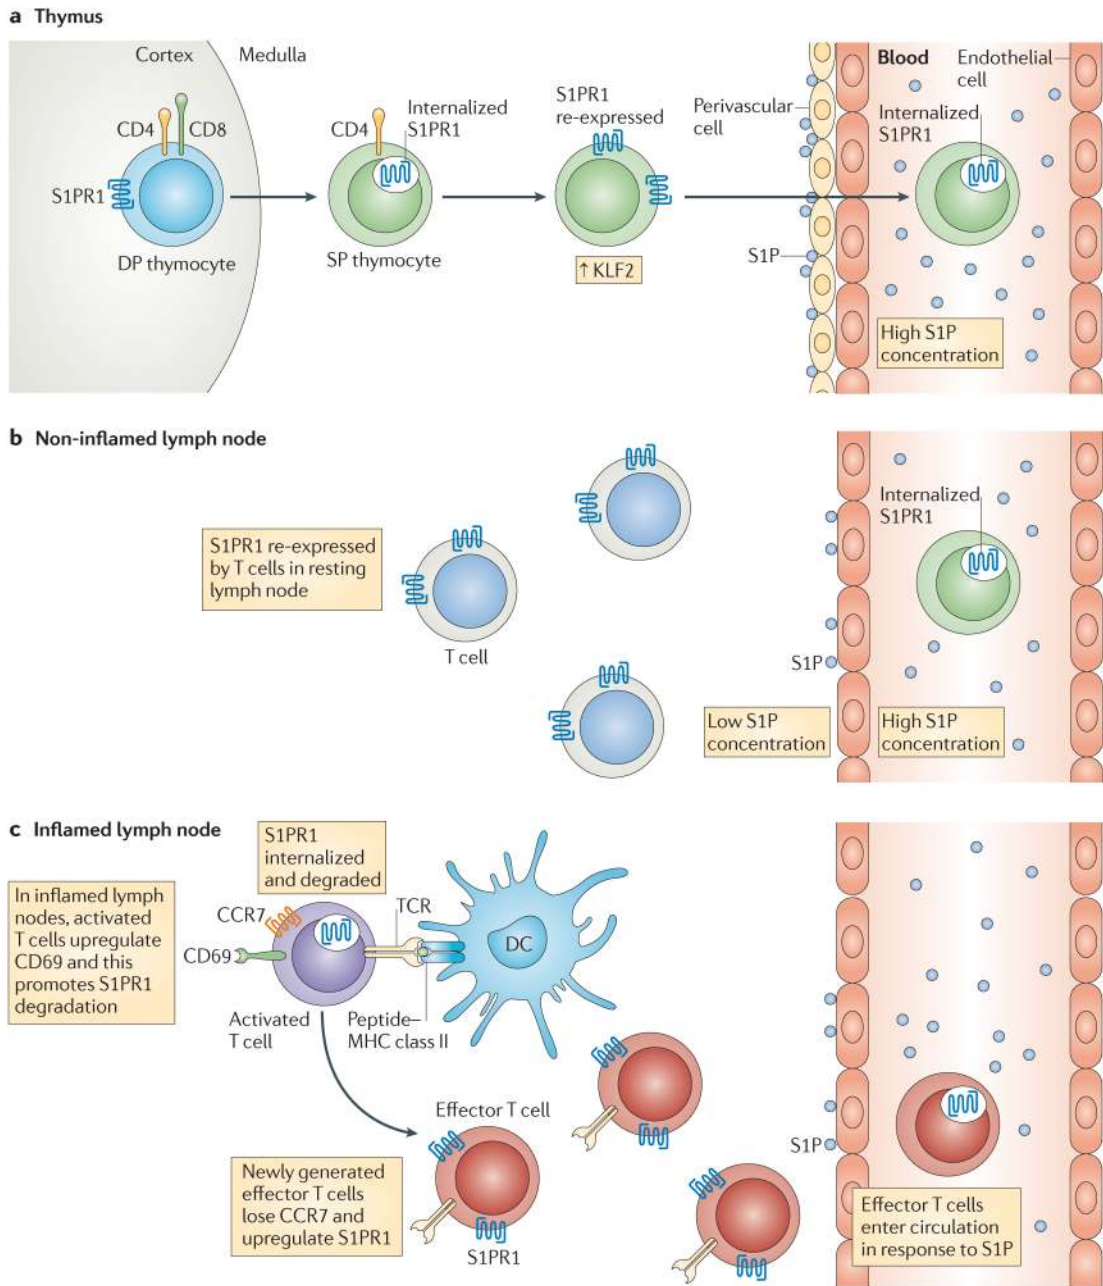 a Thymus
Cortex
Medulla
CD4
CD8
S1PR1
DP thymocyte
CD4
Internalized
S1PR1
SP thymocyte
S1PR1
re-expressed
↑ KLF2
Perivascular
cell
S1P
Blood
Endothelial
cell
Internalized
S1PR1
High S1P
concentration
b Non-inflamed lymph node
S1PR1 re-expressed
by T cells in resting
lymph node
T cell
Internalized
S1PR1
S1P
Low S1P
concentration
High S1P
concentration
c Inflamed lymph node
In inflamed lymph
nodes, activated
T cells upregulate
CD69 and this
promotes S1PR1
degradation
S1PR1
internalized
and degraded
CCR7
CD69
TCR
DC
Activated
T cell
Peptide–
MHC class II
Effector T cell
Newly generated
effector T cells
lose CCR7 and
upregulate S1PR1
S1PR1
S1P
Effector T cells
enter circulation
in response to S1P